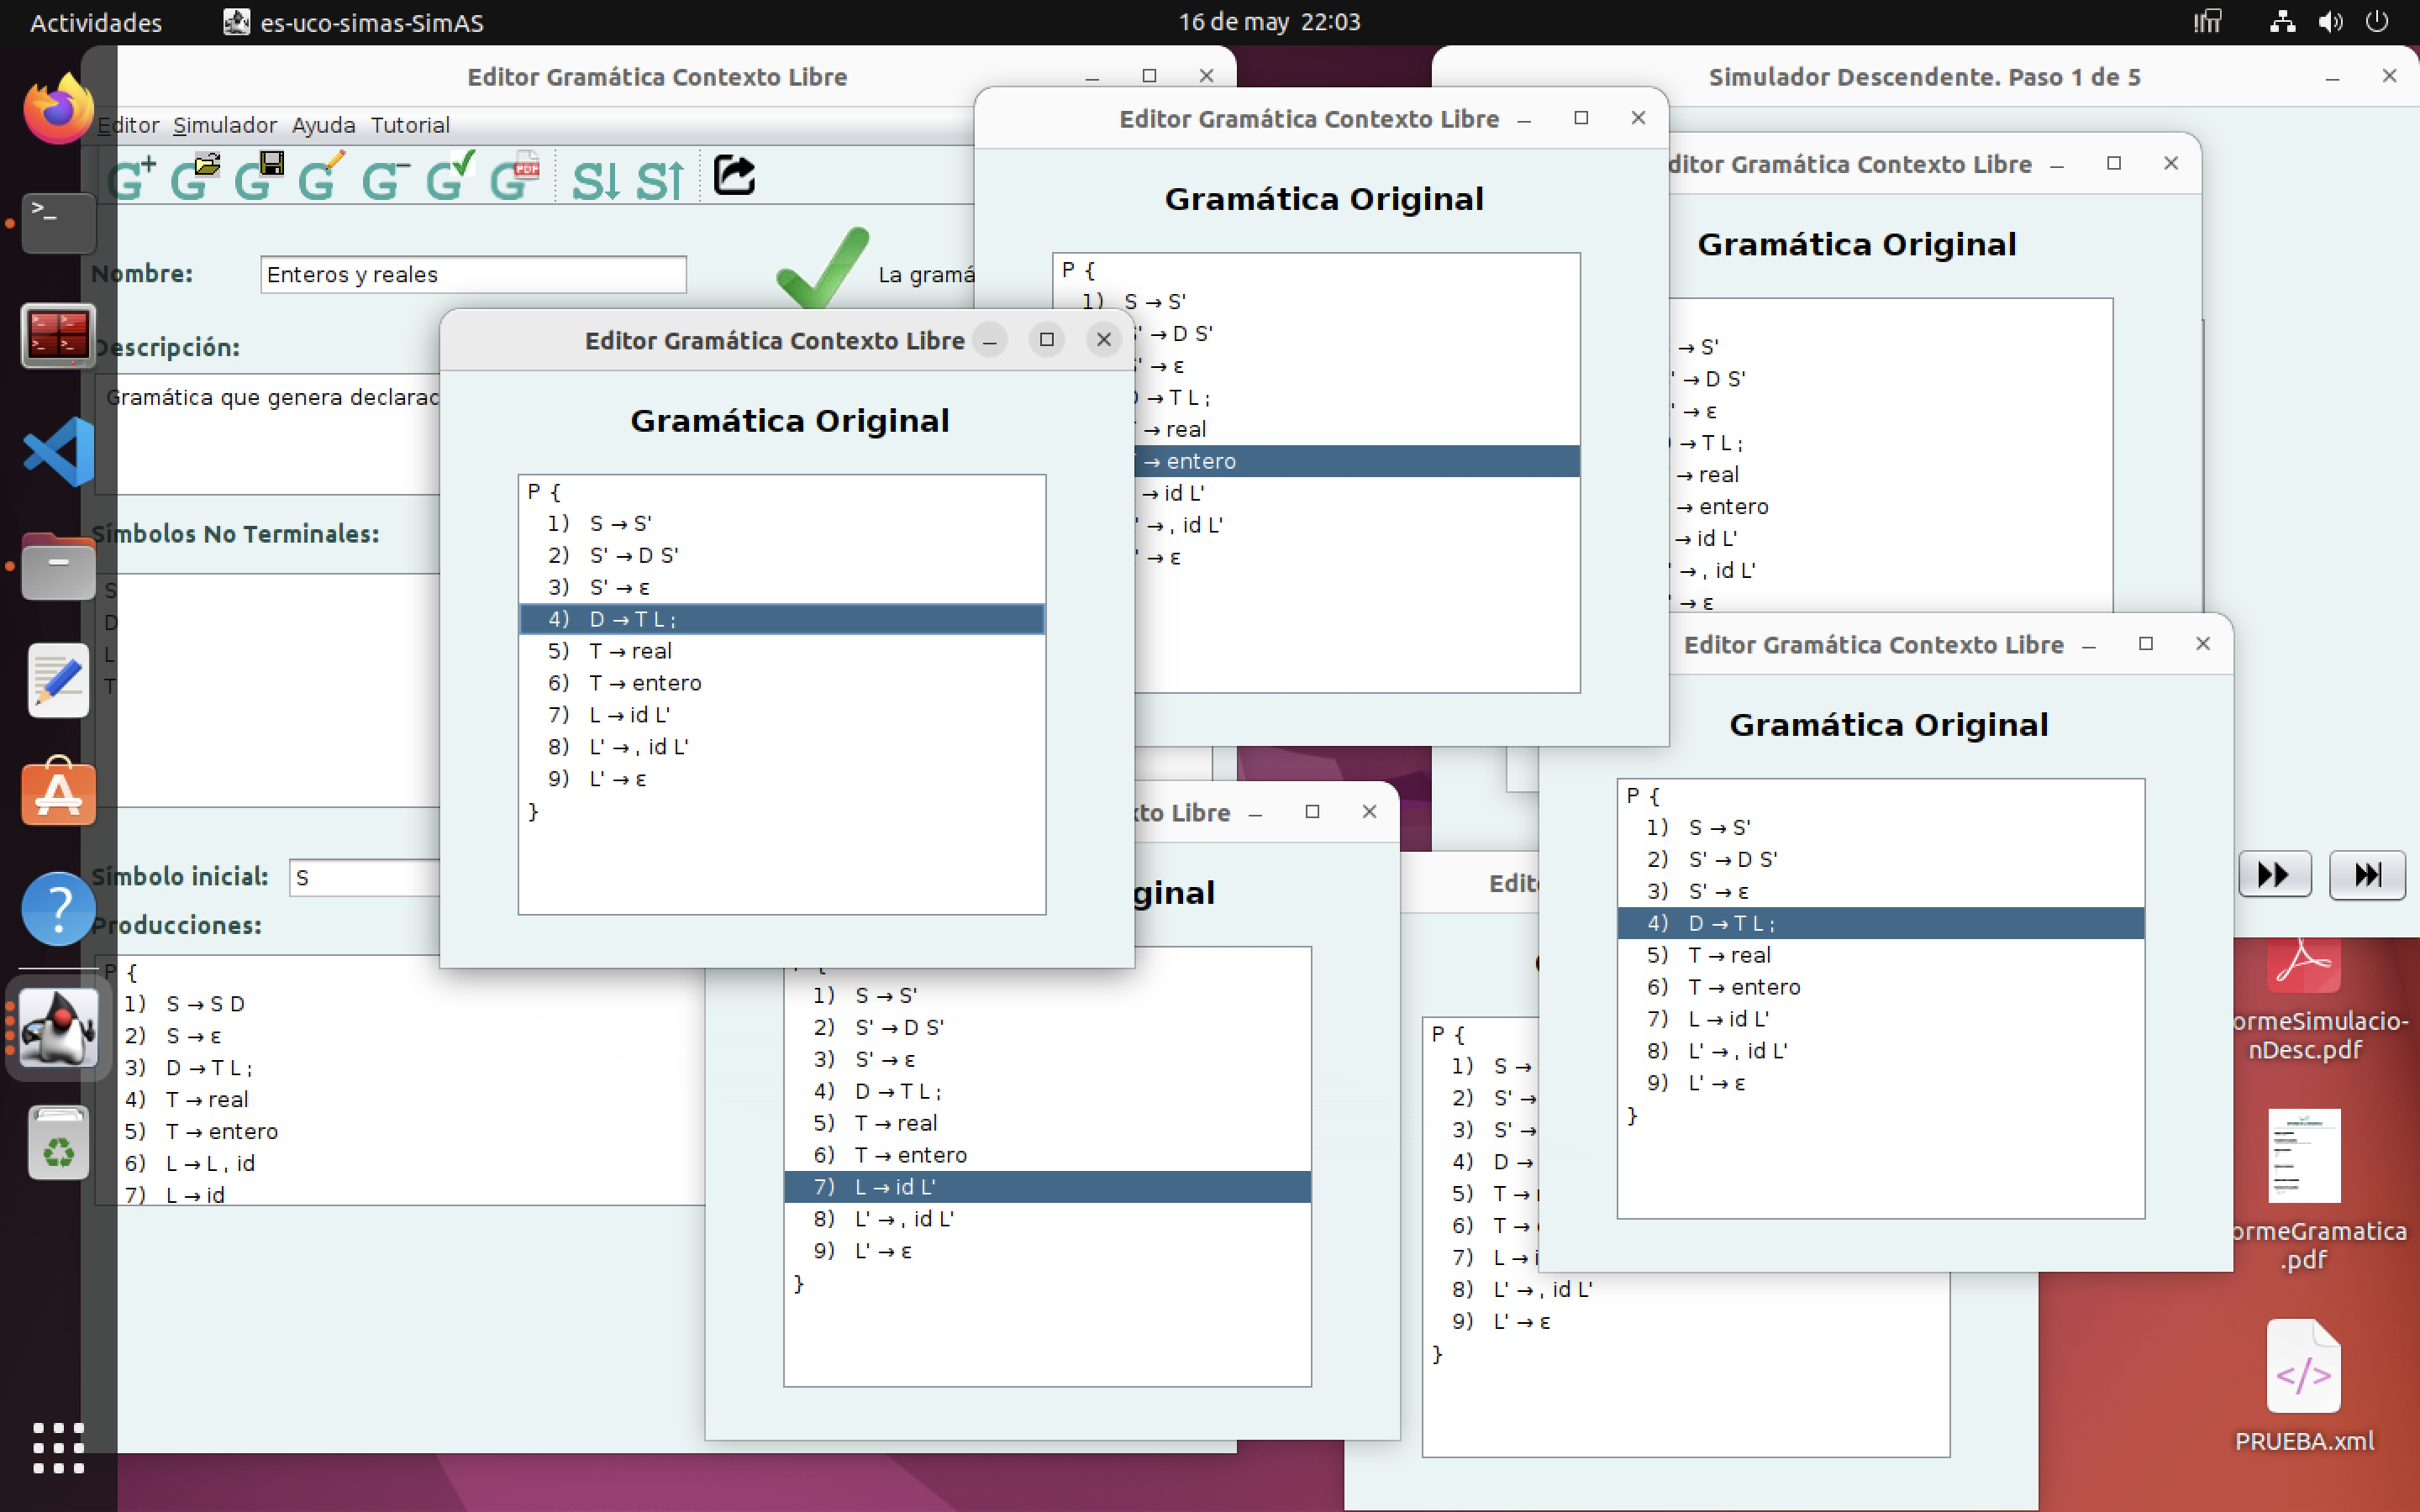 Actividades
es-uco-simas-SimAS
16 de may 22:03
Editor Gramática Contexto Libre
Editor Simulador Ayuda Tutorial
Nombre:
Enteros y reales
La gramá
Descripción:
Gramática que genera declarac
Símbolos No Terminales:
S
D
L
T
Símbolo inicial:
S
Producciones:
P {
1) S → S D
2) S → ε
3) D → T L ;
4) T → real
5) T → entero
6) L → L , id
7) L → id
Editor Gramática Contexto Libre
Gramática Original
P {
1) S → S'
2) S' → D S'
3) S' → ε
4) D → T L ;
5) T → real
6) T → entero
7) L → id L'
8) L' → , id L'
9) L' → ε
}
Editor Gramática Contexto Libre
Gramática Original
P {
1) S → S'
' → D S'
' → ε
→ T L ;
→ real
→ entero
→ id L'
' → , id L'
' → ε
Simulador Descendente. Paso 1 de 5
ditor Gramática Contexto Libre
Gramática Original
→ S'
' → D S'
' → ε
→ T L ;
→ real
→ entero
→ id L'
' → , id L'
' → ε
Editor Gramática Contexto Libre
Gramática Original
P {
1) S → S'
2) S' → D S'
3) S' → ε
4) D → T L ;
5) T → real
6) T → entero
7) L → id L'
8) L' → , id L'
9) L' → ε
}
to Libre
ginal
1) S → S'
2) S' → D S'
3) S' → ε
4) D → T L ;
5) T → real
6) T → entero
7) L → id L'
8) L' → , id L'
9) L' → ε
}
Edit
P {
1) S →
2) S' →
3) S' →
4) D →
5) T →
6) T →
7) L → i
8) L' → , id L'
9) L' → ε
}
ormeSimulacio-
nDesc.pdf
ormeGramatica
.pdf
PRUEBA.xml